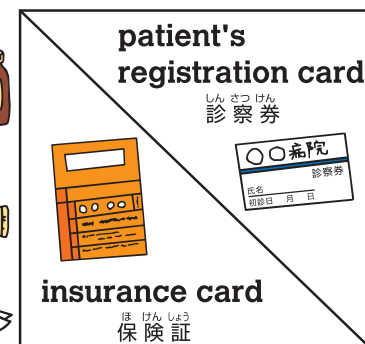 patient's
registration card
しんさつけん
診察券
〇〇病院
診察券
氏名
初診日 月 日
insurance card
ほけんしょう
保険証